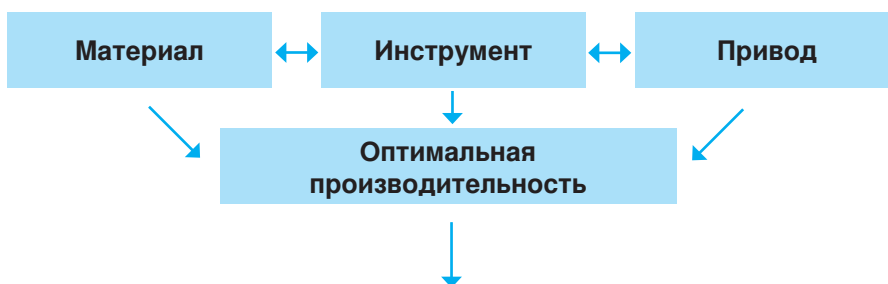 Материал
Инструмент
Привод
Оптимальная
производительность